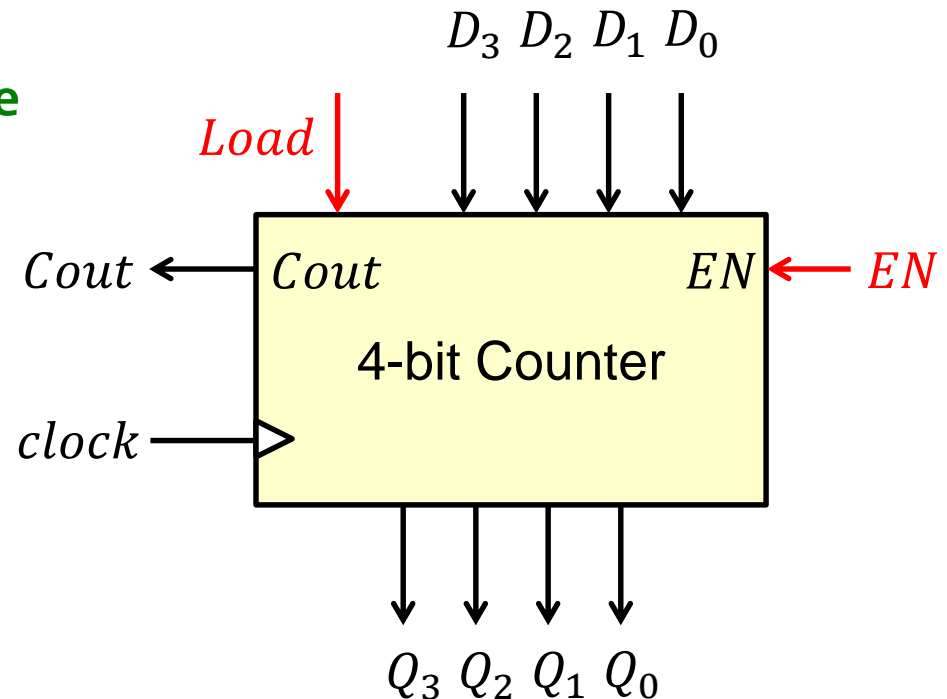 D₃ D₂ D₁ D₀
e
Load
Cout Cout EN EN
4-bit Counter
clock
Q₃ Q₂ Q₁ Q₀